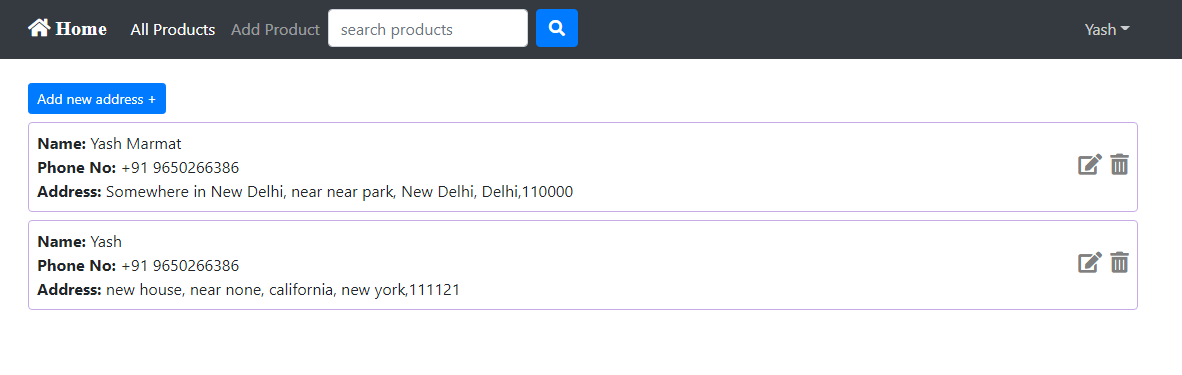 Home All Products Add Product search products Yash
Add new address +
Name: Yash Marmat
Phone No: +91 9650266386
Address: Somewhere in New Delhi, near near park, New Delhi, Delhi,110000
Name: Yash
Phone No: +91 9650266386
Address: new house, near none, california, new york,111121